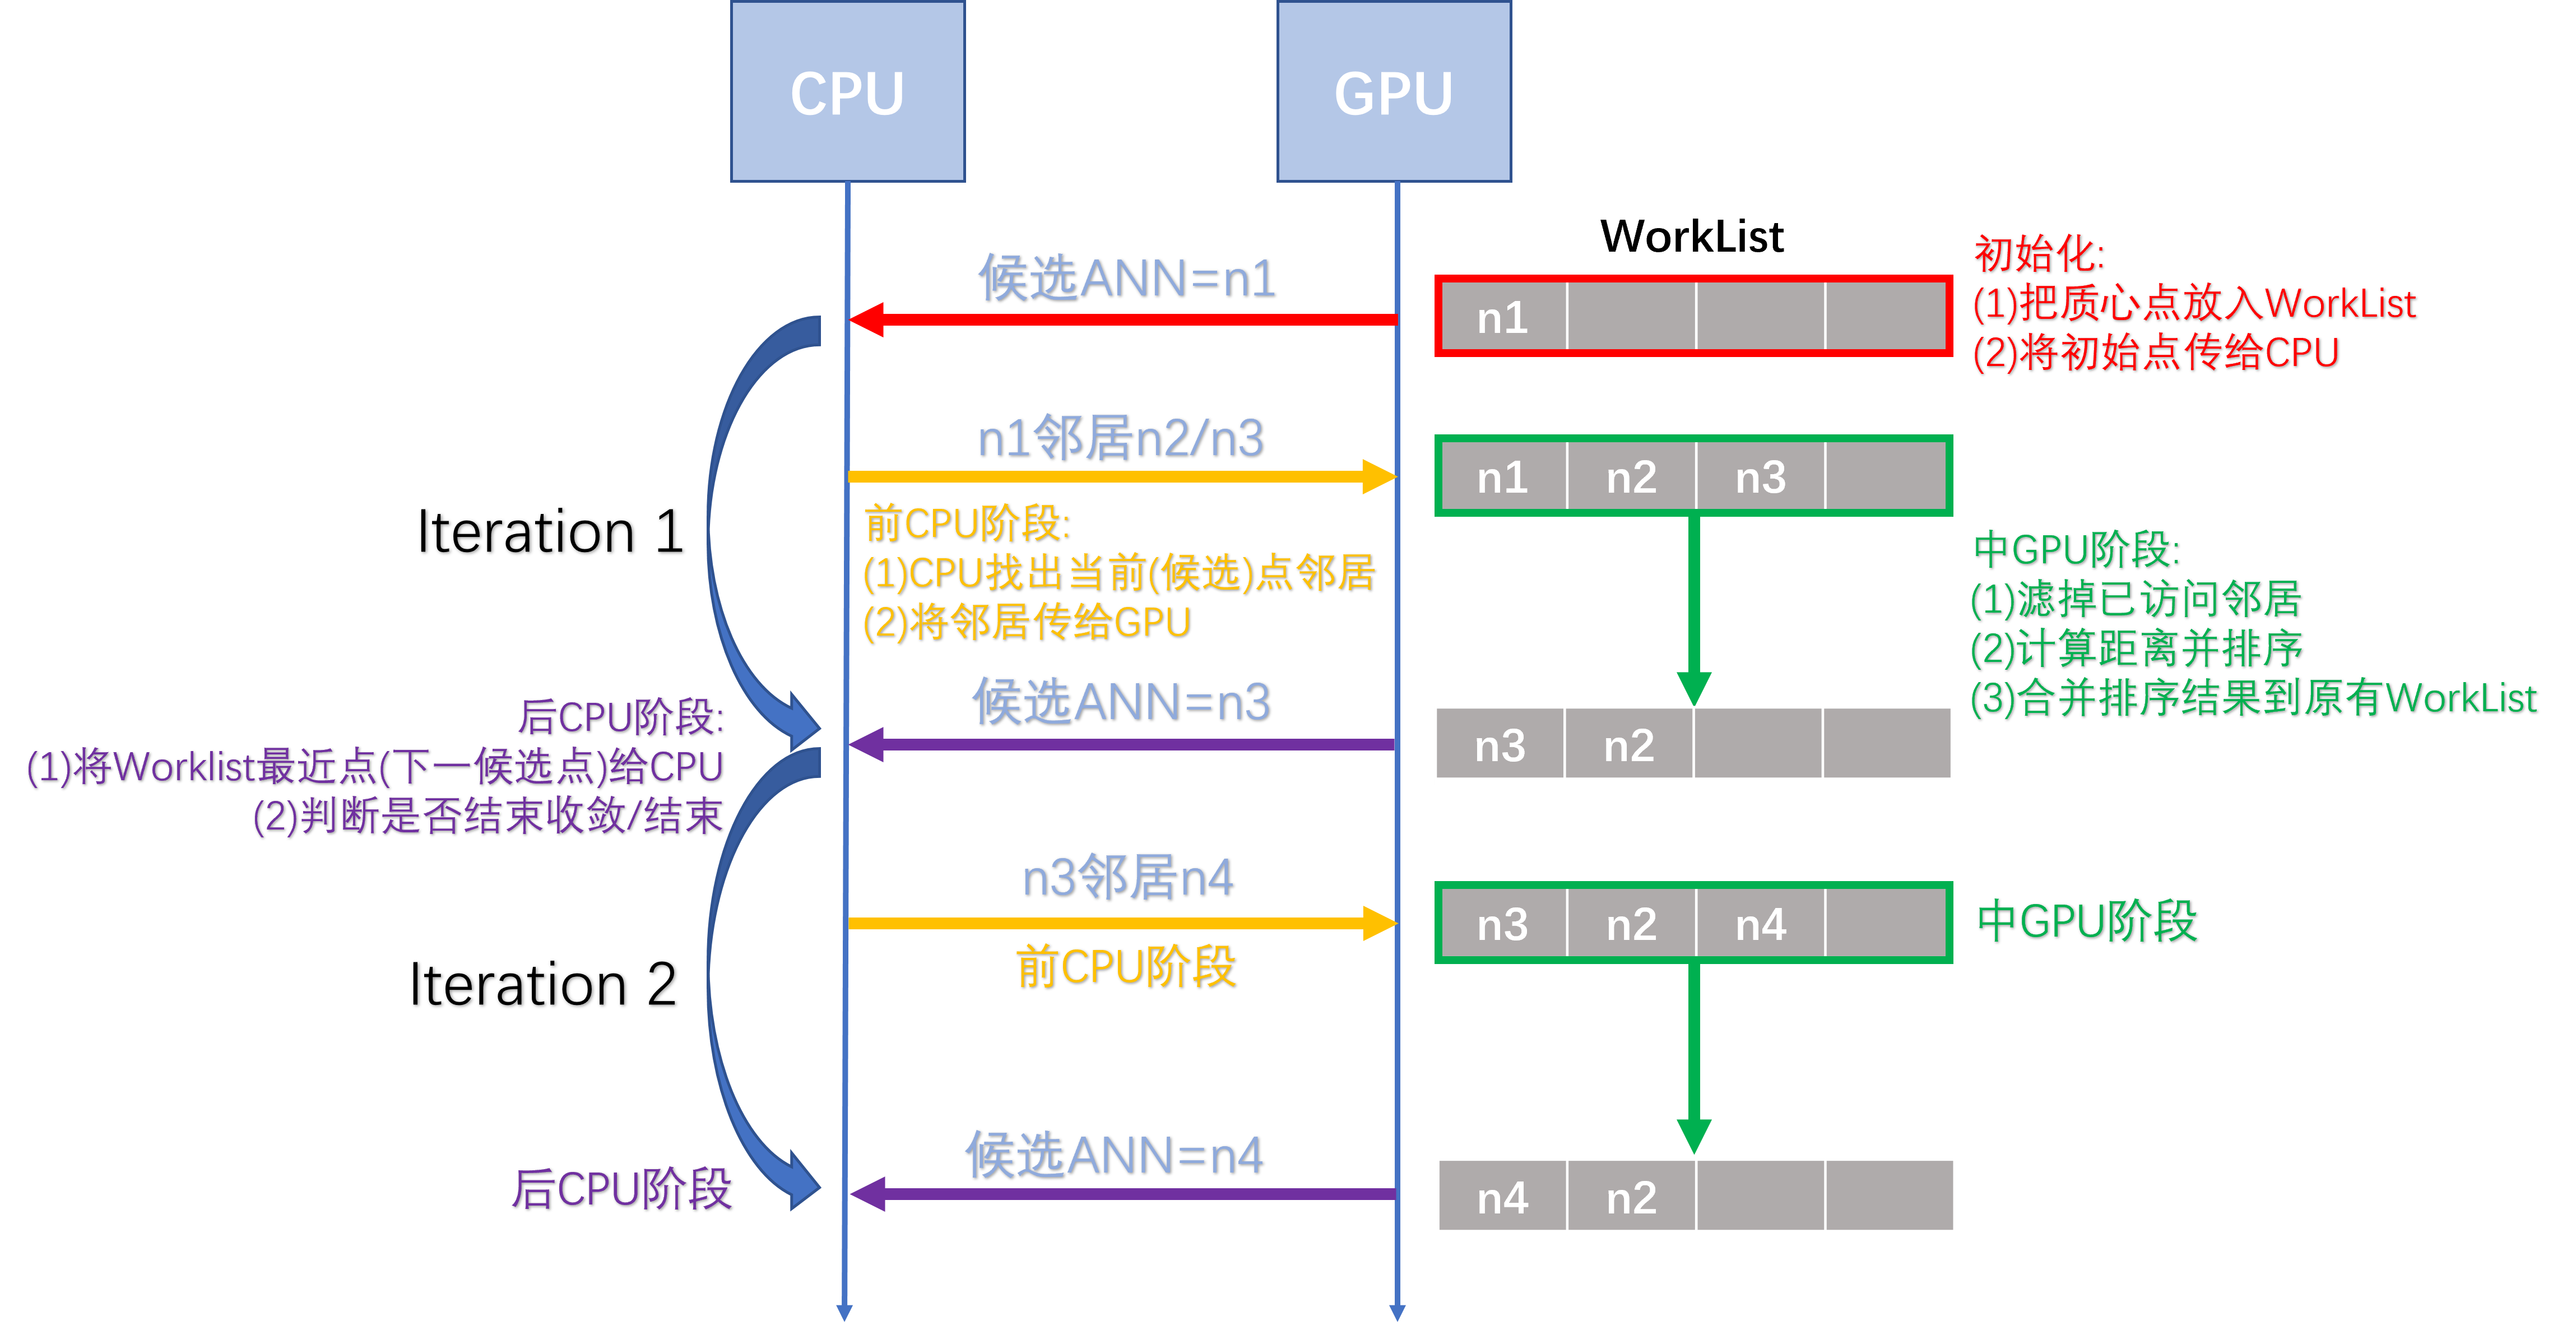 CPU
GPU
WorkList
候选ANN=n1
n1
初始化:
(1)把质心点放入WorkList
(2)将初始点传给CPU
n1邻居n2/n3
n1 n2 n3
Iteration 1
前CPU阶段:
(1)CPU找出当前(候选)点邻居
(2)将邻居传给GPU
中GPU阶段:
(1)滤掉已访问邻居
(2)计算距离并排序
(3)合并排序结果到原有WorkList
候选ANN=n3
n3 n2
后CPU阶段:
(1)将Worklist最近点(下一候选点)给CPU
(2)判断是否结束收敛/结束
n3邻居n4
n3 n2 n4
中GPU阶段
前CPU阶段
Iteration 2
候选ANN=n4
后CPU阶段
n4 n2